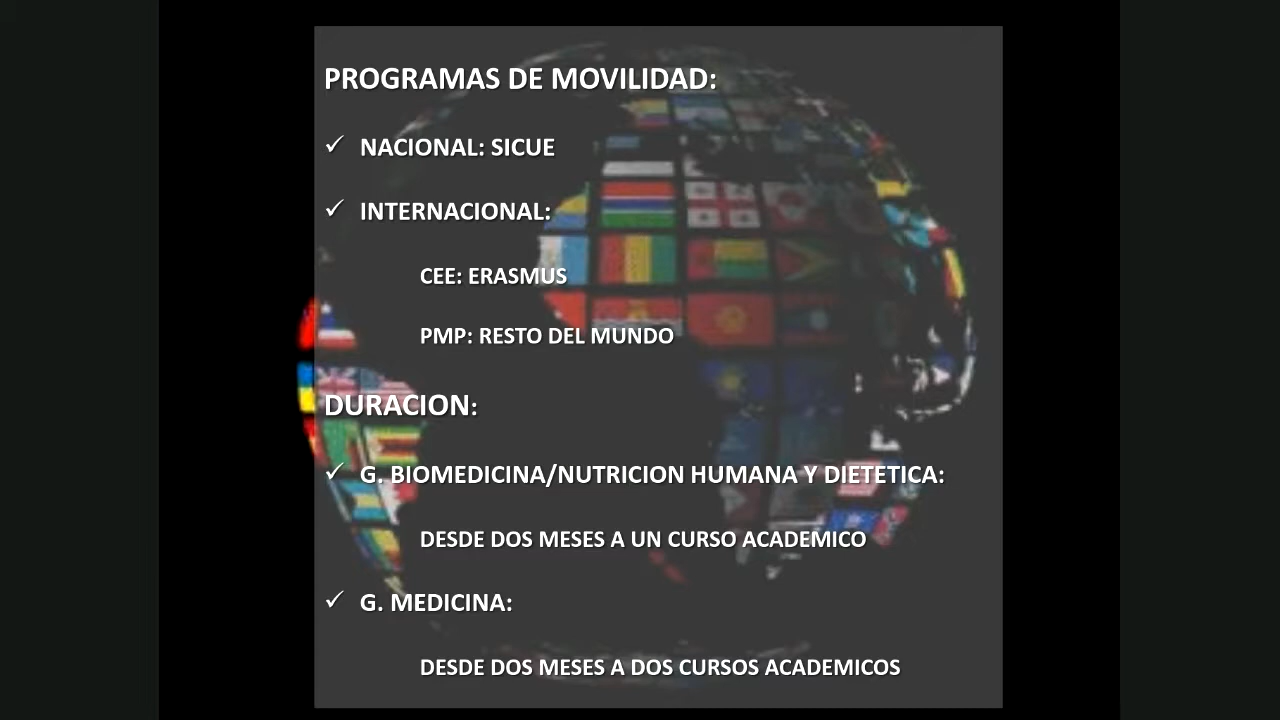 PROGRAMAS DE MOVILIDAD:
✓ NACIONAL: SICUE
✓ INTERNACIONAL:
CEE: ERASMUS
PMP: RESTO DEL MUNDO
DURACION:
✓ G. BIOMEDICINA/NUTRICION HUMANA Y DIETETICA:
DESDE DOS MESES A UN CURSO ACADEMICO
✓ G. MEDICINA:
DESDE DOS MESES A DOS CURSOS ACADEMICOS